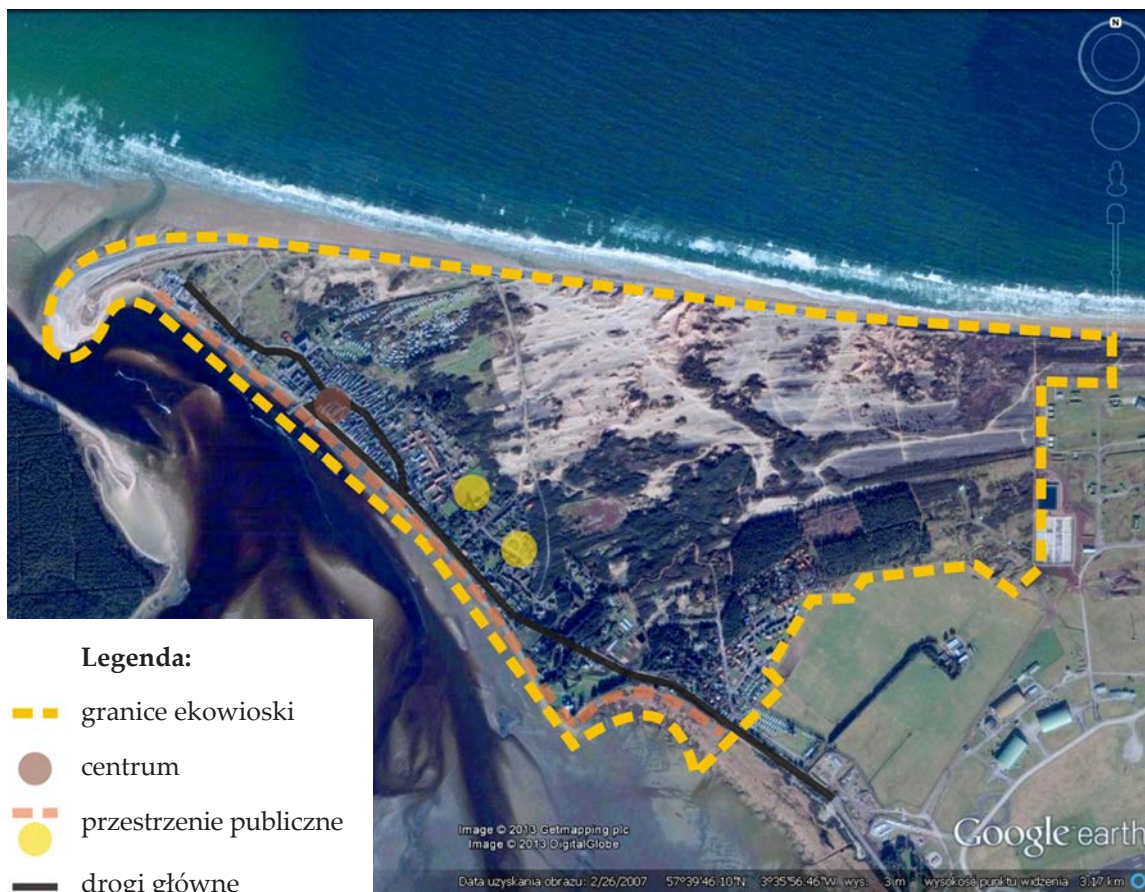 N
Legenda:
granice ekowioski
centrum
przestrzenie publiczne
drogi główne
Image © 2013 Getmapping plc
Image © 2013 DigitalGlobe
Google earth
Data uzyskania obrazu: 2/26/2007 57°39'46.10"N 3°35'56.46"W wys. 3 m wysokość punktu widzenia 3.17 km